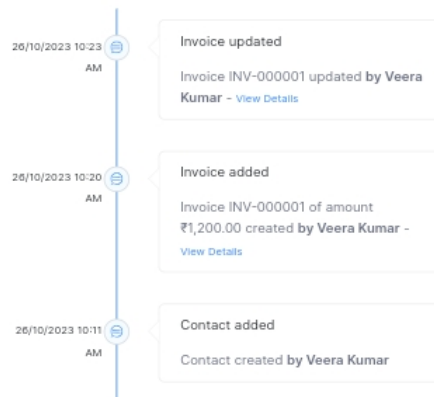 26/10/2023 10:23
AM
Invoice updated
Invoice INV-000001 updated by Veera
Kumar - View Details
26/10/2023 10:20
AM
Invoice added
Invoice INV-000001 of amount
₹1,200.00 created by Veera Kumar -
View Details
26/10/2023 10:11
AM
Contact added
Contact created by Veera Kumar